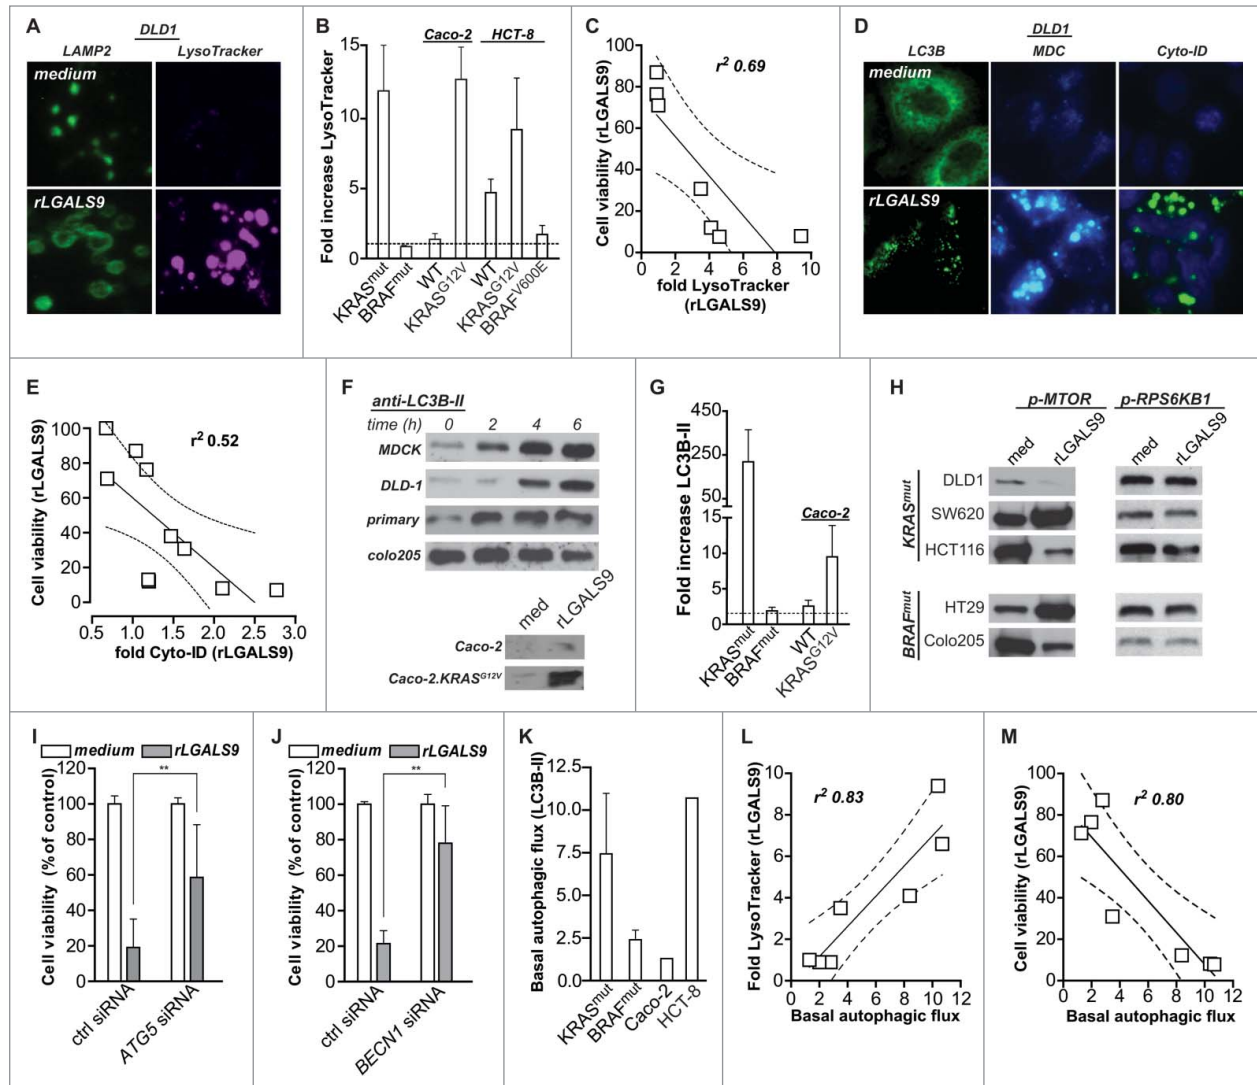 A
DLD1
LAMP2 LysoTracker
medium
rLGALS9
B
Caco-2 HCT-8
Fold increase LysoTracker
15
10
5
0
KRASmut
BRAFmut
WT
KRASG12V
WT
KRASG12V
BRAFV600E
C
r² 0.69
Cell viability (rLGALS9)
100
80
60
40
20
0
0 2 4 6 8 10
fold LysoTracker
(rLGALS9)
D
DLD1
LC3B MDC Cyto-ID
medium
rLGALS9
E
r² 0.52
Cell viability (rLGALS9)
100
80
60
40
20
0
0.5 1.0 1.5 2.0 2.5 3.0
fold Cyto-ID (rLGALS9)
F
anti-LC3B-II
time (h) 0 2 4 6
MDCK
DLD-1
primary
colo205
med rLGALS9
Caco-2
Caco-2.KRASG12V
G
Fold increase LC3B-II
450
250
50
15
10
5
0
Caco-2
KRASmut
BRAFmut
WT
KRASG12V
H
p-MTOR p-RPS6KB1
med rLGALS9 med rLGALS9
KRASmut
DLD1
SW620
HCT116
BRAFmut
HT29
Colo205
I
medium rLGALS9
Cell viability (% of control)
120
100
80
60
40
20
0
**
ctrl siRNA
ATG5 siRNA
J
medium rLGALS9
Cell viability (% of control)
120
100
80
60
40
20
0
**
ctrl siRNA
BECN1 siRNA
K
Basal autophagic flux (LC3B-II)
12.5
10.0
7.5
5.0
2.5
0.0
KRASmut
BRAFmut
Caco-2
HCT-8
L
r² 0.83
Fold LysoTracker (rLGALS9)
10
8
6
4
2
0
0 2 4 6 8 10 12
Basal autophagic flux
M
r² 0.80
Cell viability (rLGALS9)
100
80
60
40
20
0
0 2 4 6 8 10 12
Basal autophagic flux